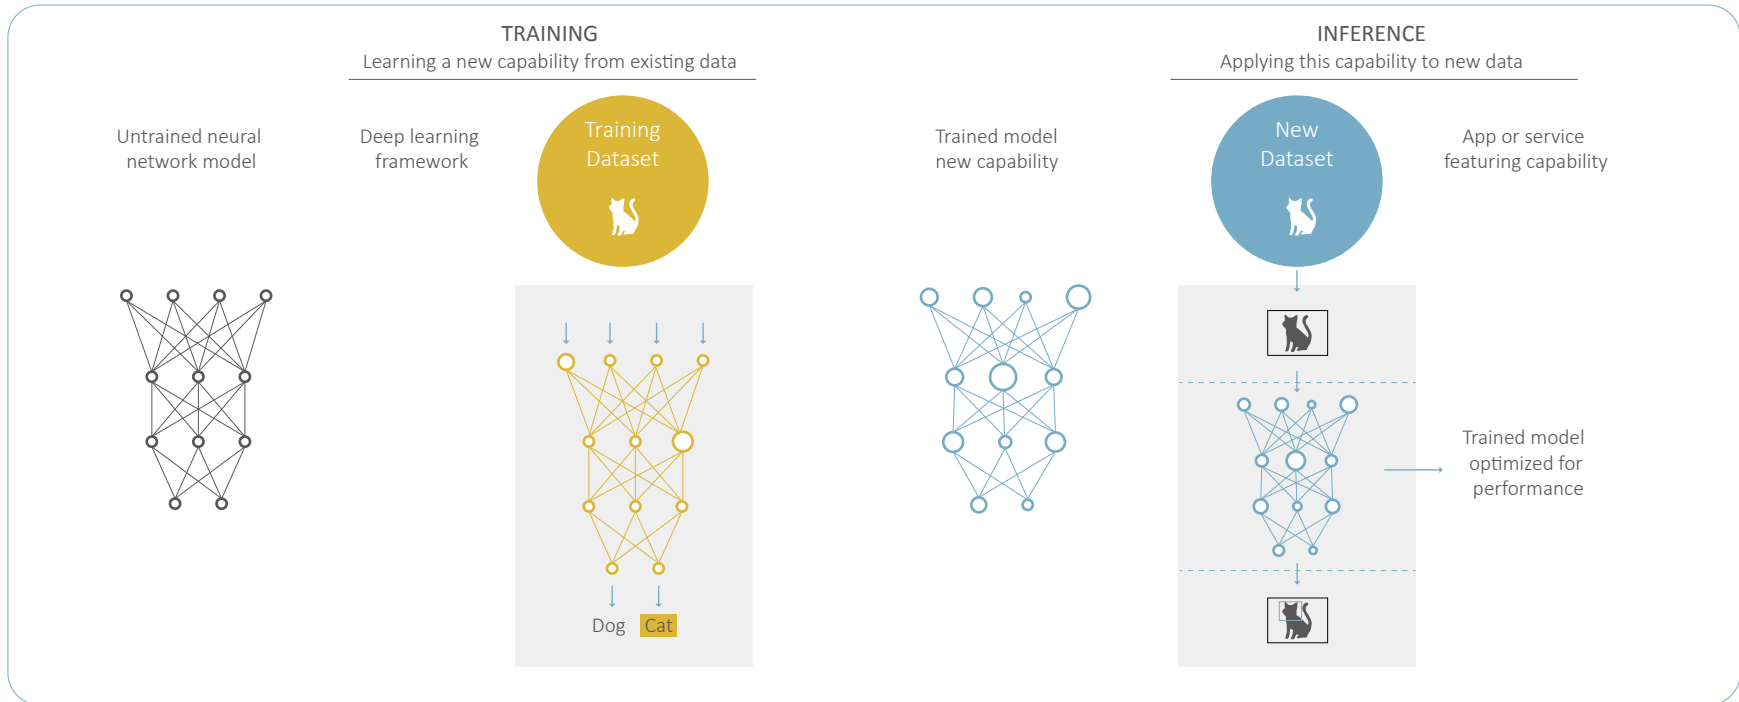 TRAINING
Learning a new capability from existing data
Untrained neural
network model
Deep learning
framework
Training
Dataset
Dog
Cat
Trained model
new capability
INFERENCE
Applying this capability to new data
New
Dataset
App or service
featuring capability
Trained model
optimized for
performance